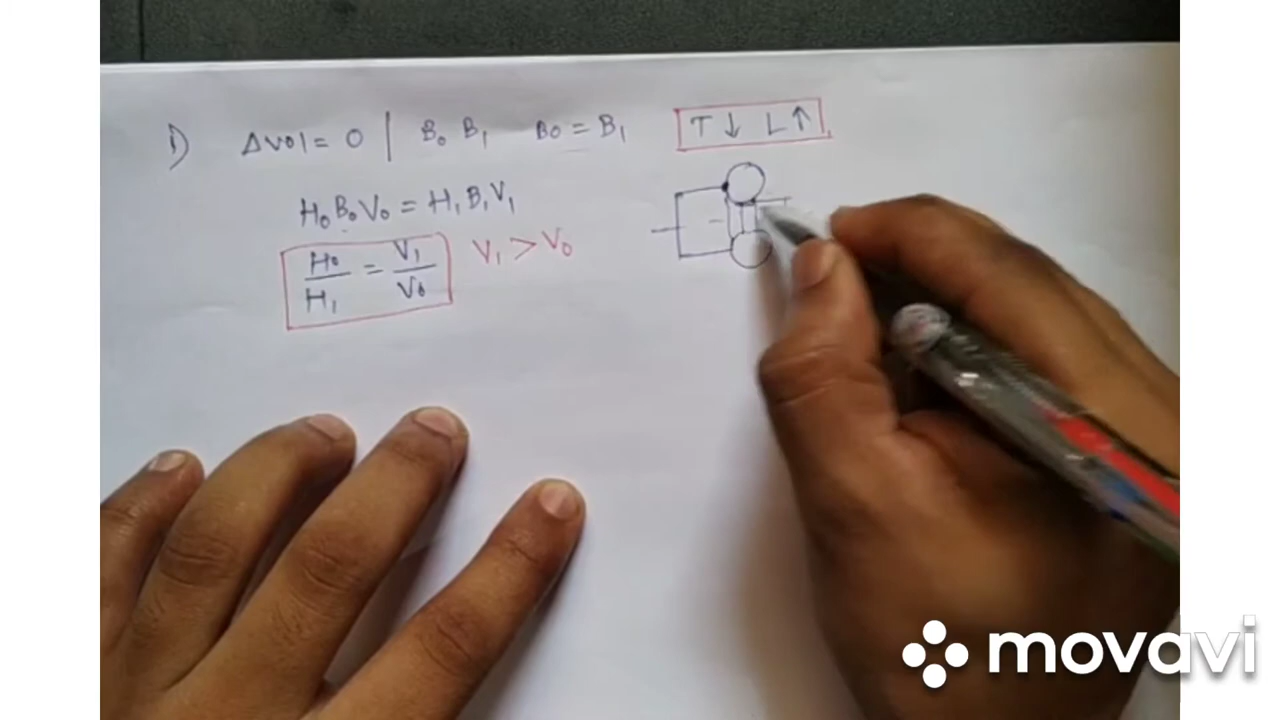 1) Δvol = 0 | B₀ B₁ B₀ = B₁ T↓ L↑
H₀B₀V₀ = H₁B₁V₁
H₀/H₁ = V₁/V₀ V₁ > V₀
movavi